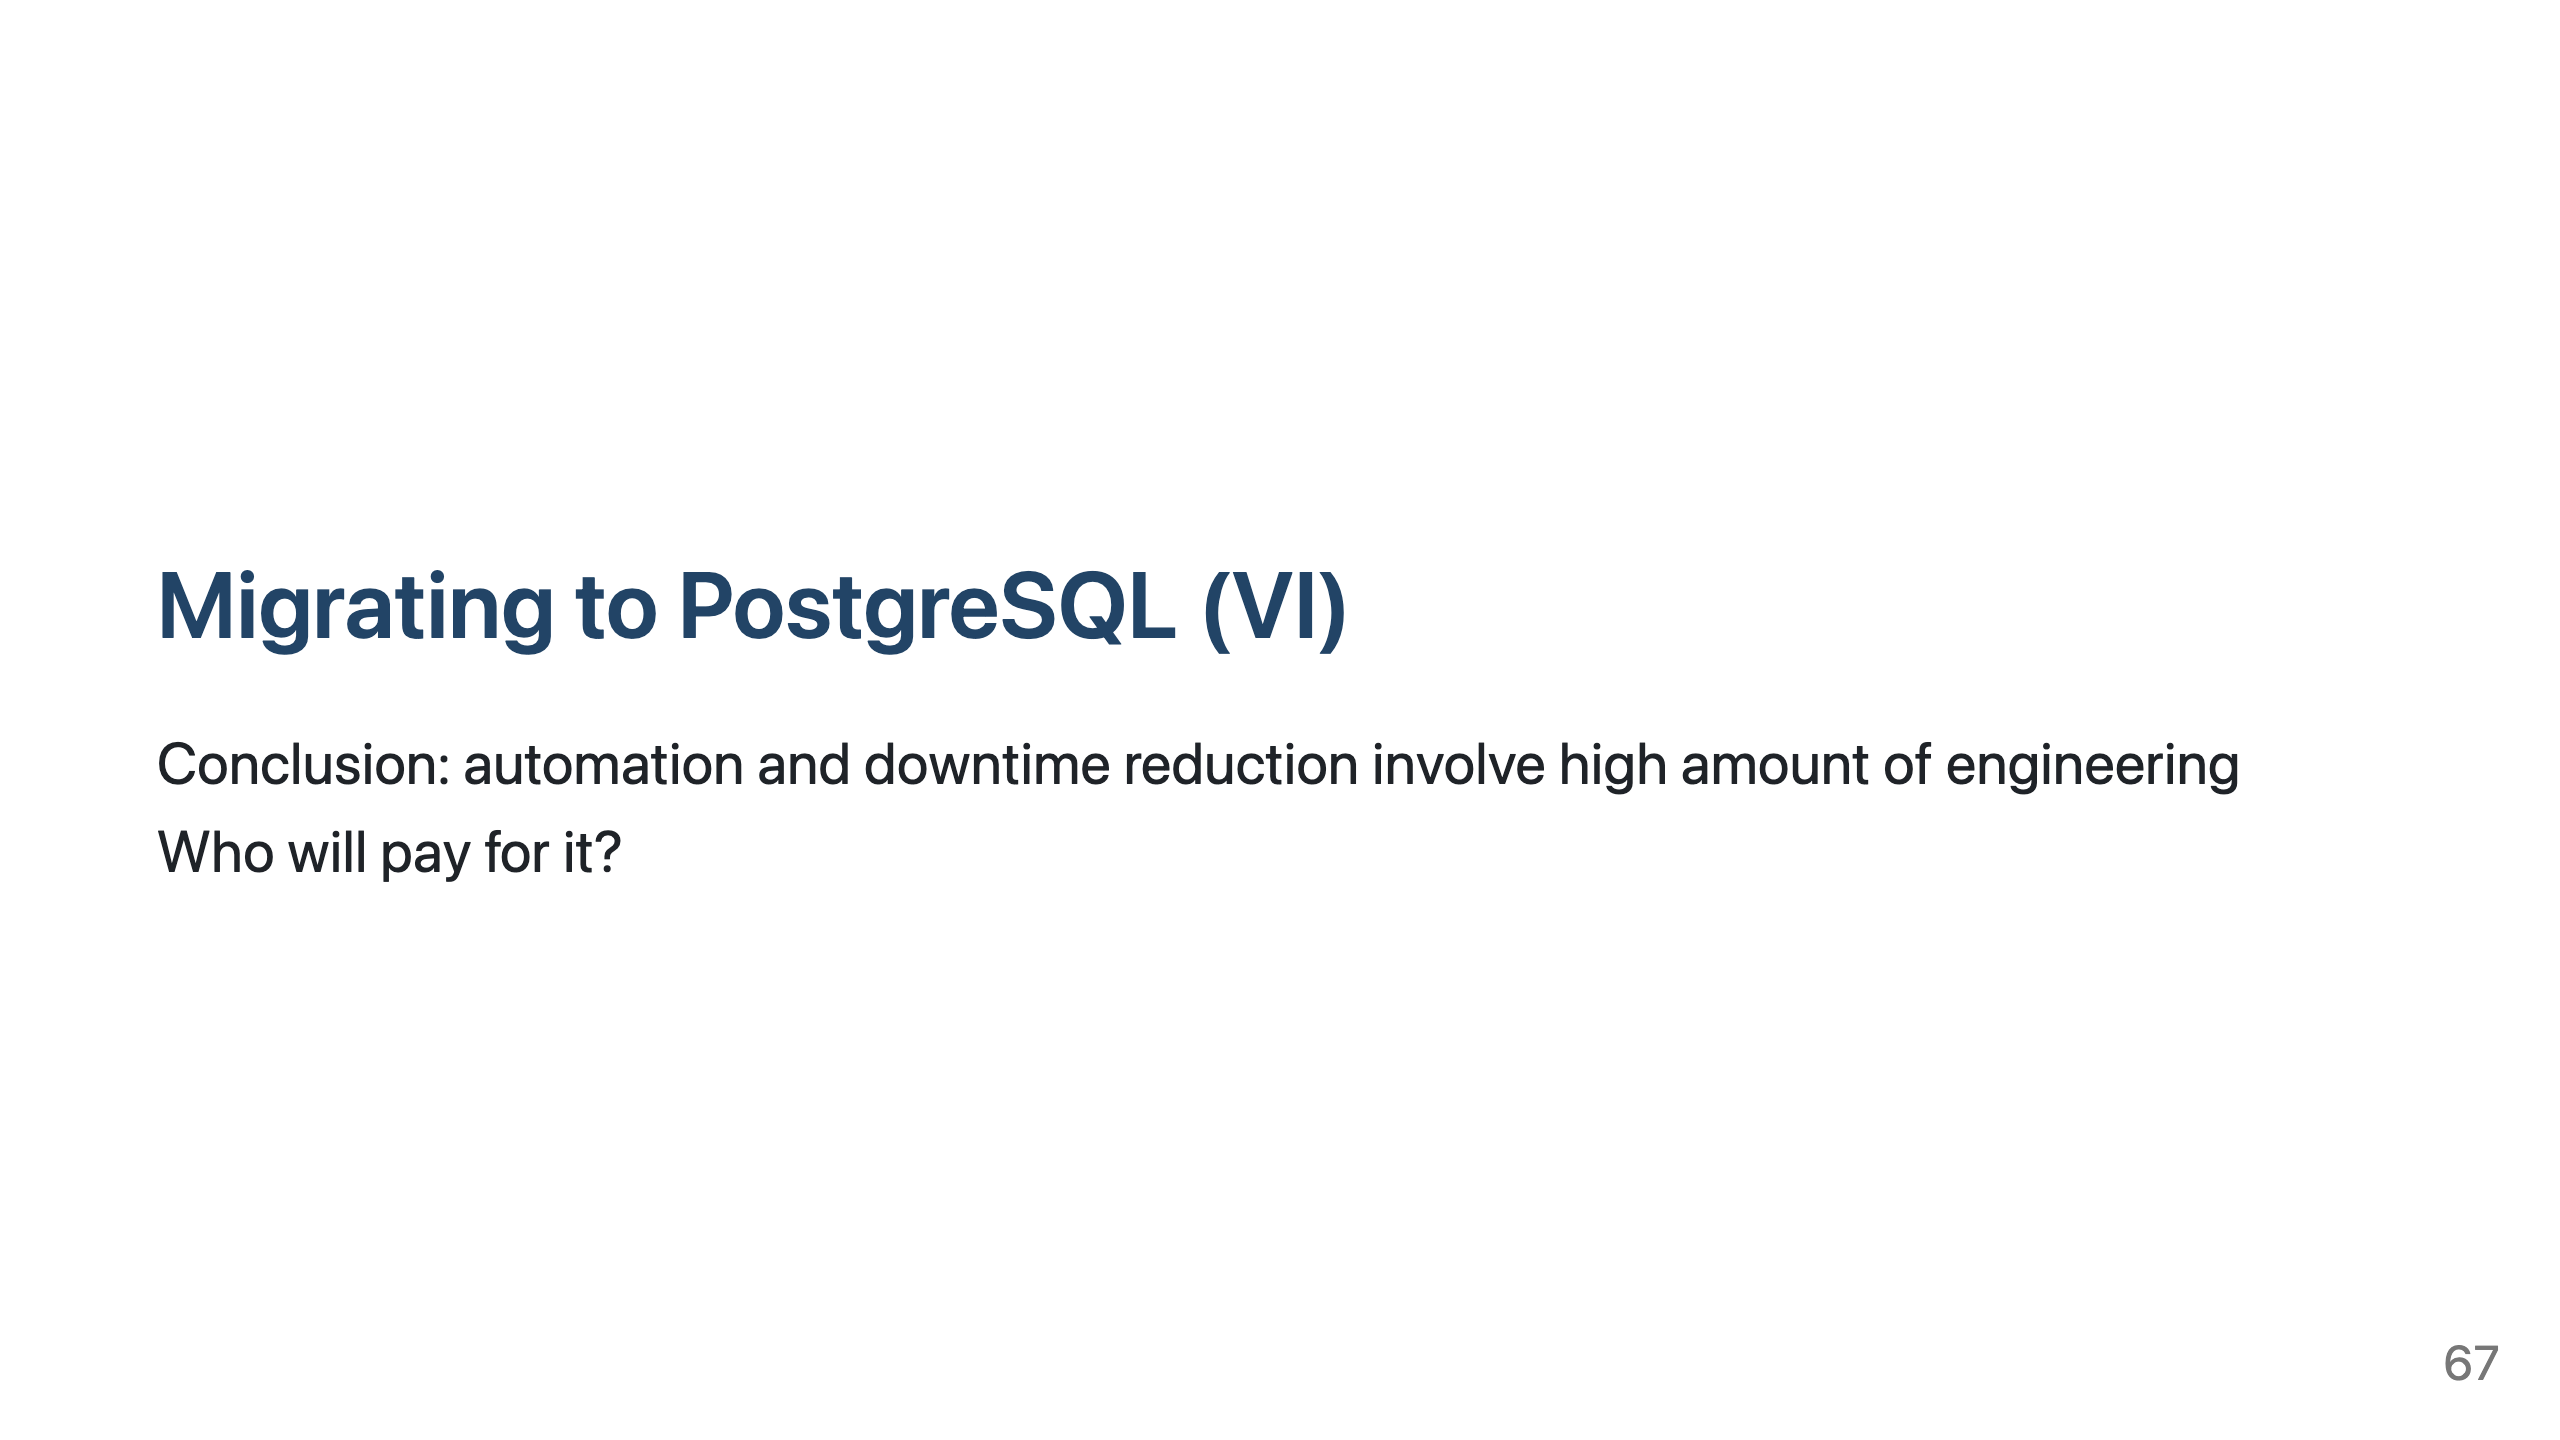 Migrating to PostgreSQL (VI)
Conclusion: automation and downtime reduction involve high amount of engineering
Who will pay for it?
67